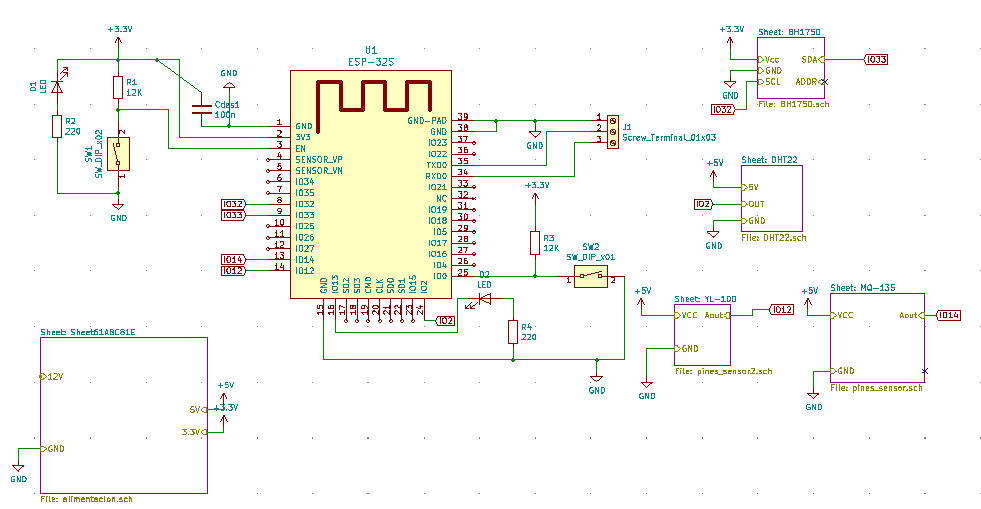 +3.3V
D1
LED
R1
12K
R2
220
SW1
SW_DIP_x02
2
1
GND
GND
Cdes1
100n
U1
ESP-32S
1 GND
2 3V3
3 EN
4 SENSOR_VP
5 SENSOR_VN
6 IO34
7 IO35
IO32 8 IO32
IO33 9 IO33
10 IO25
11 IO26
12 IO27
IO14 13 IO14
IO12 14 IO12
GND-PAD 39
GND 38
IO23 37
IO22 36
TXD0 35
RXD0 34
IO21 33
NC 32
IO19 31
IO18 30
IO5 29
IO17 28
IO16 27
IO4 26
IO0 25
GND 15
IO13 16
SD2 17
SD3 18
CMD 19
CLK 20
SD0 21
SD1 22
IO15 23
IO2 24
IO2
GND
1
2
3
J1
Screw_Terminal_01x03
+3.3V
R3
12K
SW2
SW_DIP_x01
1
2
D2
LED
R4
220
GND
Sheet: BH1750
+3.3V
Vcc
GND
SCL
SDA
ADDR
IO33
GND
IO32
File: BH1750.sch
Sheet: DHT22
+5V
5V
IO2
OUT
GND
GND
File: DHT22.sch
Sheet: YL-100
+5V
VCC
Aout
IO12
GND
GND
File: pines_sensor2.sch
Sheet: MQ-135
+5V
VCC
Aout
IO14
GND
GND
File: pines_sensor.sch
Sheet: Sheet61ABC81E
12V
+5V
5V
+3.3V
3.3V
GND
GND
File: alimentacion.sch